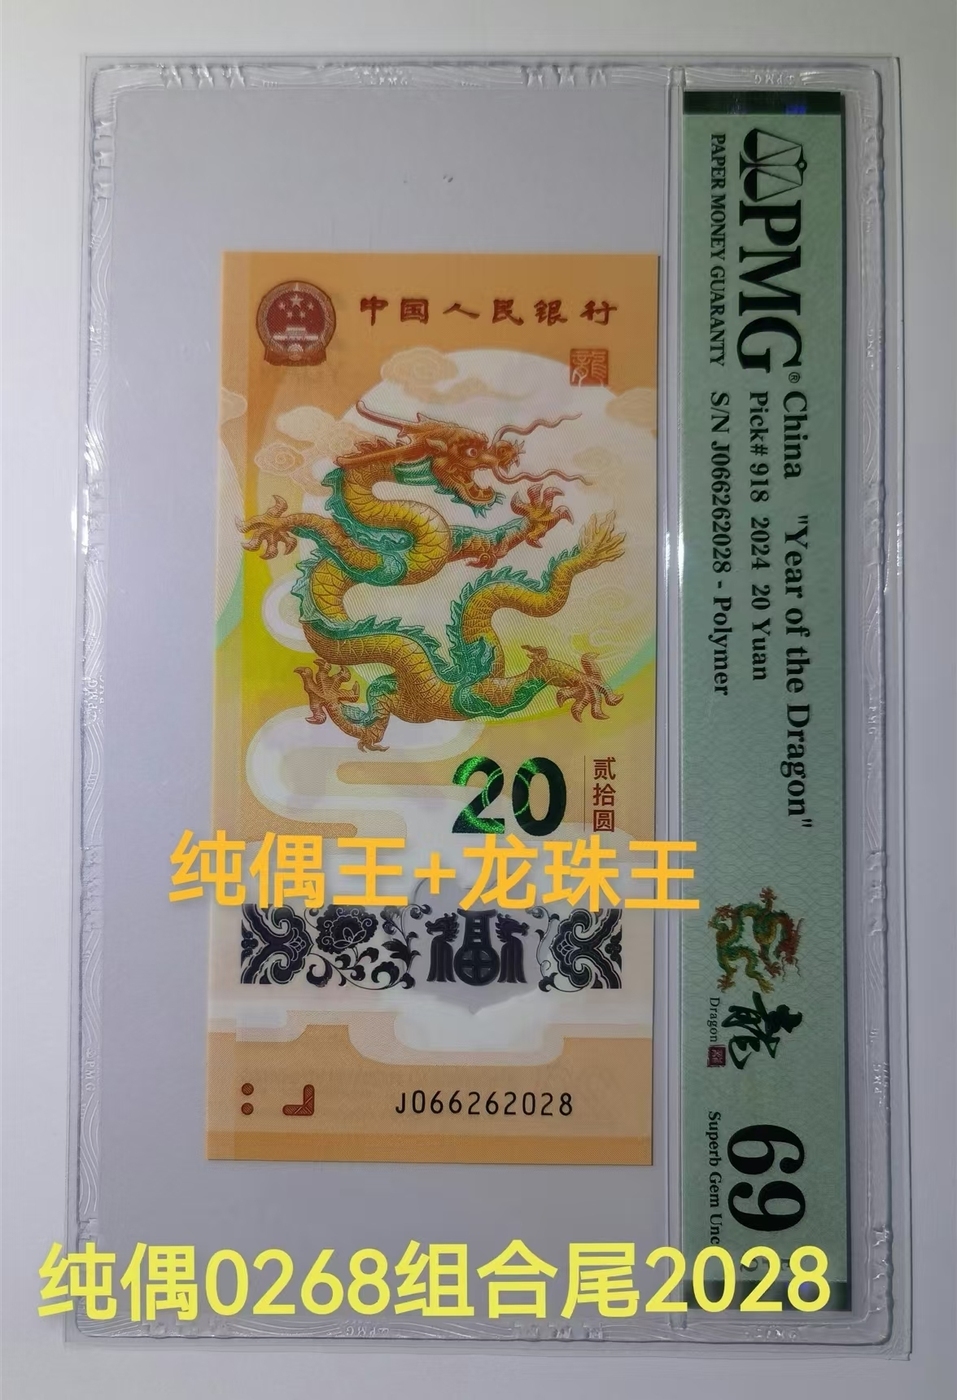 中国人民银行
龍
20
贰拾圆
纯偶王+龙珠王
福
J066262028
纯偶0268组合尾2028
PMG®
PAPER MONEY GUARANTY
China "Year of the Dragon"
Pick# 918 2024 20 Yuan
S/N J066262028 - Polymer
龍
Dragon
69
Superb Gem Unc